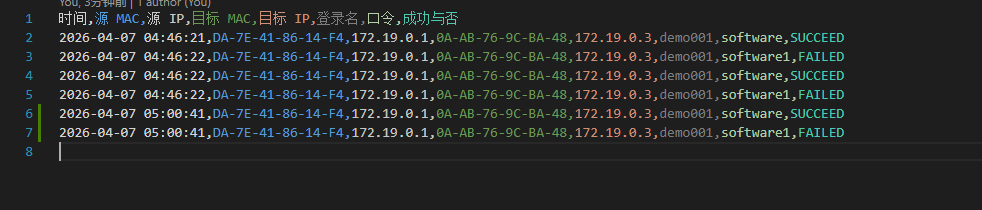 You, 3分钟前 | 1 author (You)
1 时间,源 MAC,源 IP,目标 MAC,目标 IP,登录名,口令,成功与否
2 2026-04-07 04:46:21,DA-7E-41-86-14-F4,172.19.0.1,0A-AB-76-9C-BA-48,172.19.0.3,demo001,software,SUCCEED
3 2026-04-07 04:46:22,DA-7E-41-86-14-F4,172.19.0.1,0A-AB-76-9C-BA-48,172.19.0.3,demo001,software1,FAILED
4 2026-04-07 04:46:22,DA-7E-41-86-14-F4,172.19.0.1,0A-AB-76-9C-BA-48,172.19.0.3,demo001,software,SUCCEED
5 2026-04-07 04:46:22,DA-7E-41-86-14-F4,172.19.0.1,0A-AB-76-9C-BA-48,172.19.0.3,demo001,software1,FAILED
6 2026-04-07 05:00:41,DA-7E-41-86-14-F4,172.19.0.1,0A-AB-76-9C-BA-48,172.19.0.3,demo001,software,SUCCEED
7 2026-04-07 05:00:41,DA-7E-41-86-14-F4,172.19.0.1,0A-AB-76-9C-BA-48,172.19.0.3,demo001,software1,FAILED
8